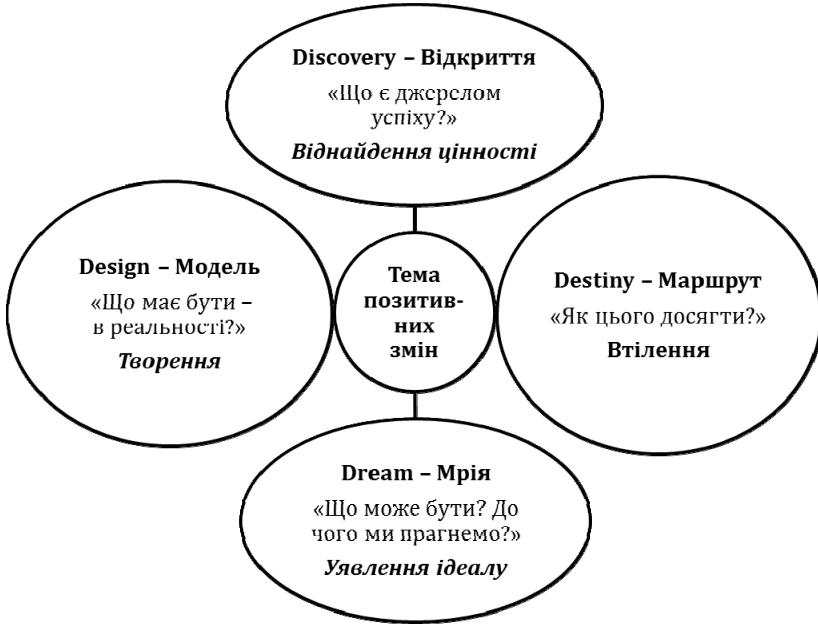 Discovery – Відкриття
«Що є джерелом
успіху?»
Віднайдення цінності
Design – Модель
«Що має бути –
в реальності?»
Творення
Тема
позитив-
них
змін
Destiny – Маршрут
«Як цього досягти?»
Втілення
Dream – Мрія
«Що може бути? До
чого ми прагнемо?»
Уявлення ідеалу